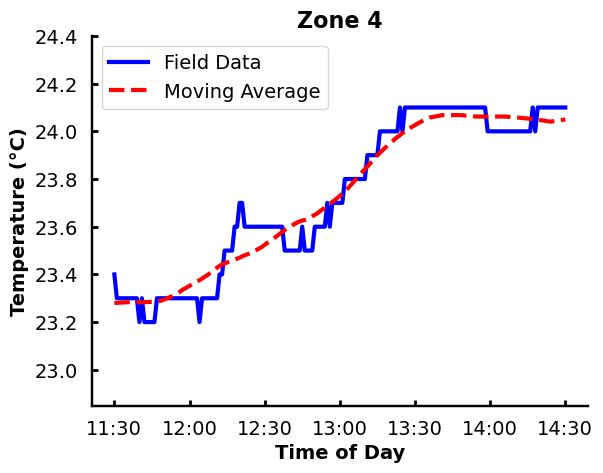 Zone 4
Field Data
Moving Average
Temperature (°C)
24.4
24.2
24.0
23.8
23.6
23.4
23.2
23.0
11:30 12:00 12:30 13:00 13:30 14:00 14:30
Time of Day